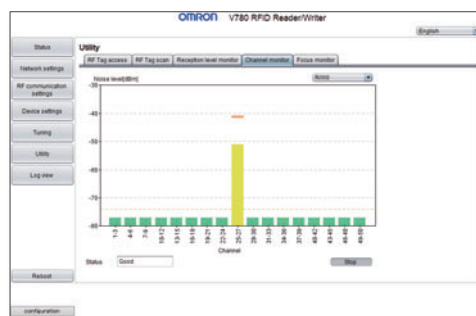 OMRON V780 RFID Reader/Writer
English
Status
Network settings
RF communication
settings
Device settings
Tuning
Utility
Log view
Reboot
configuration
Utility
RF Tag access
RF Tag scan
Reception level monitor
Channel monitor
Focus monitor
Noise level[dBm]
-30
-40
-50
-60
-70
-80
1-3
4-6
7-9
10-12
13-15
16-18
19-21
22-24
25-27
28-30
31-33
34-36
37-39
40-42
43-45
46-48
49-50
Channel
Status
Good
Stop